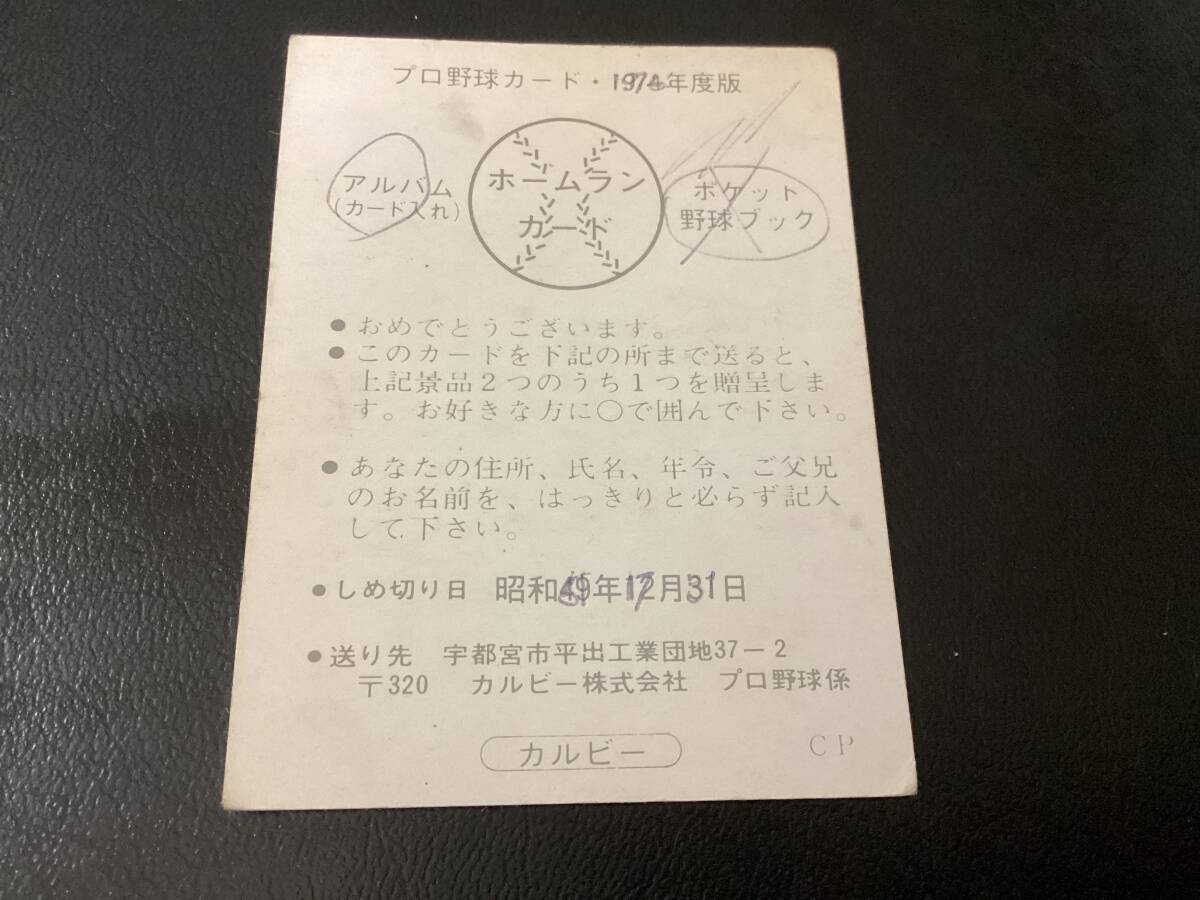 プロ野球カード・1974年度版
アルバム
(カード入れ)
ホームラン
カード
ポケット
野球ブック
●おめでとうございます。
●このカードを下記の所まで送ると、
上記景品2つのうち1つを贈呈しま
す。お好きな方に○で囲んで下さい。
●あなたの住所、氏名、年令、ご父兄
のお名前を、はっきりと必らず記入
して下さい。
●しめ切り日 昭和49年12月31日
●送り先 宇都宮市平出工業団地37-2
〒320 カルビー株式会社 プロ野球係
カルビー
CP